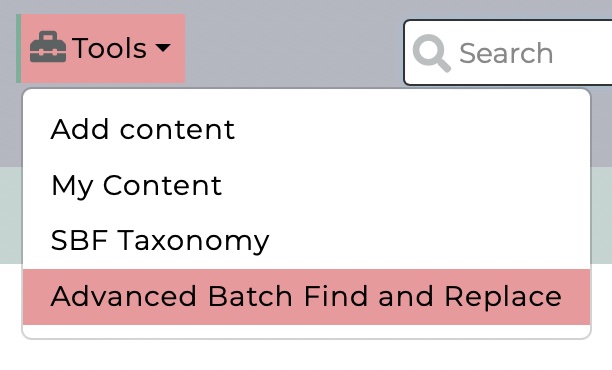 Tools
Search
Add content
My Content
SBF Taxonomy
Advanced Batch Find and Replace